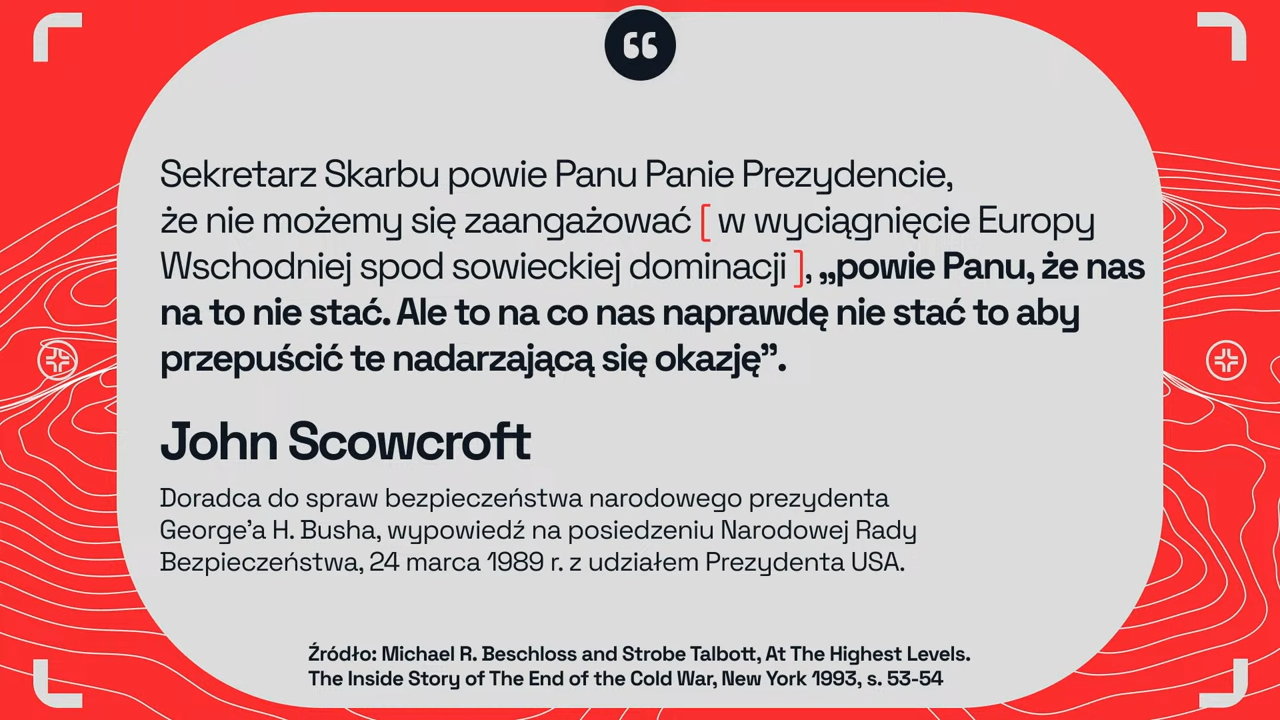 Sekretarz Skarbu powie Panu Panie Prezydencie,
że nie możemy się zaangażować [ w wyciągnięcie Europy
Wschodniej spod sowieckiej dominacji ], „powie Panu, że nas
na to nie stać. Ale to na co nas naprawdę nie stać to aby
przepuścić te nadarzającą się okazję”.
John Scowcroft
Doradca do spraw bezpieczeństwa narodowego prezydenta
George’a H. Busha, wypowiedź na posiedzeniu Narodowej Rady
Bezpieczeństwa, 24 marca 1989 r. z udziałem Prezydenta USA.
Źródło: Michael R. Beschloss and Strobe Talbott, At The Highest Levels.
The Inside Story of The End of the Cold War, New York 1993, s. 53-54